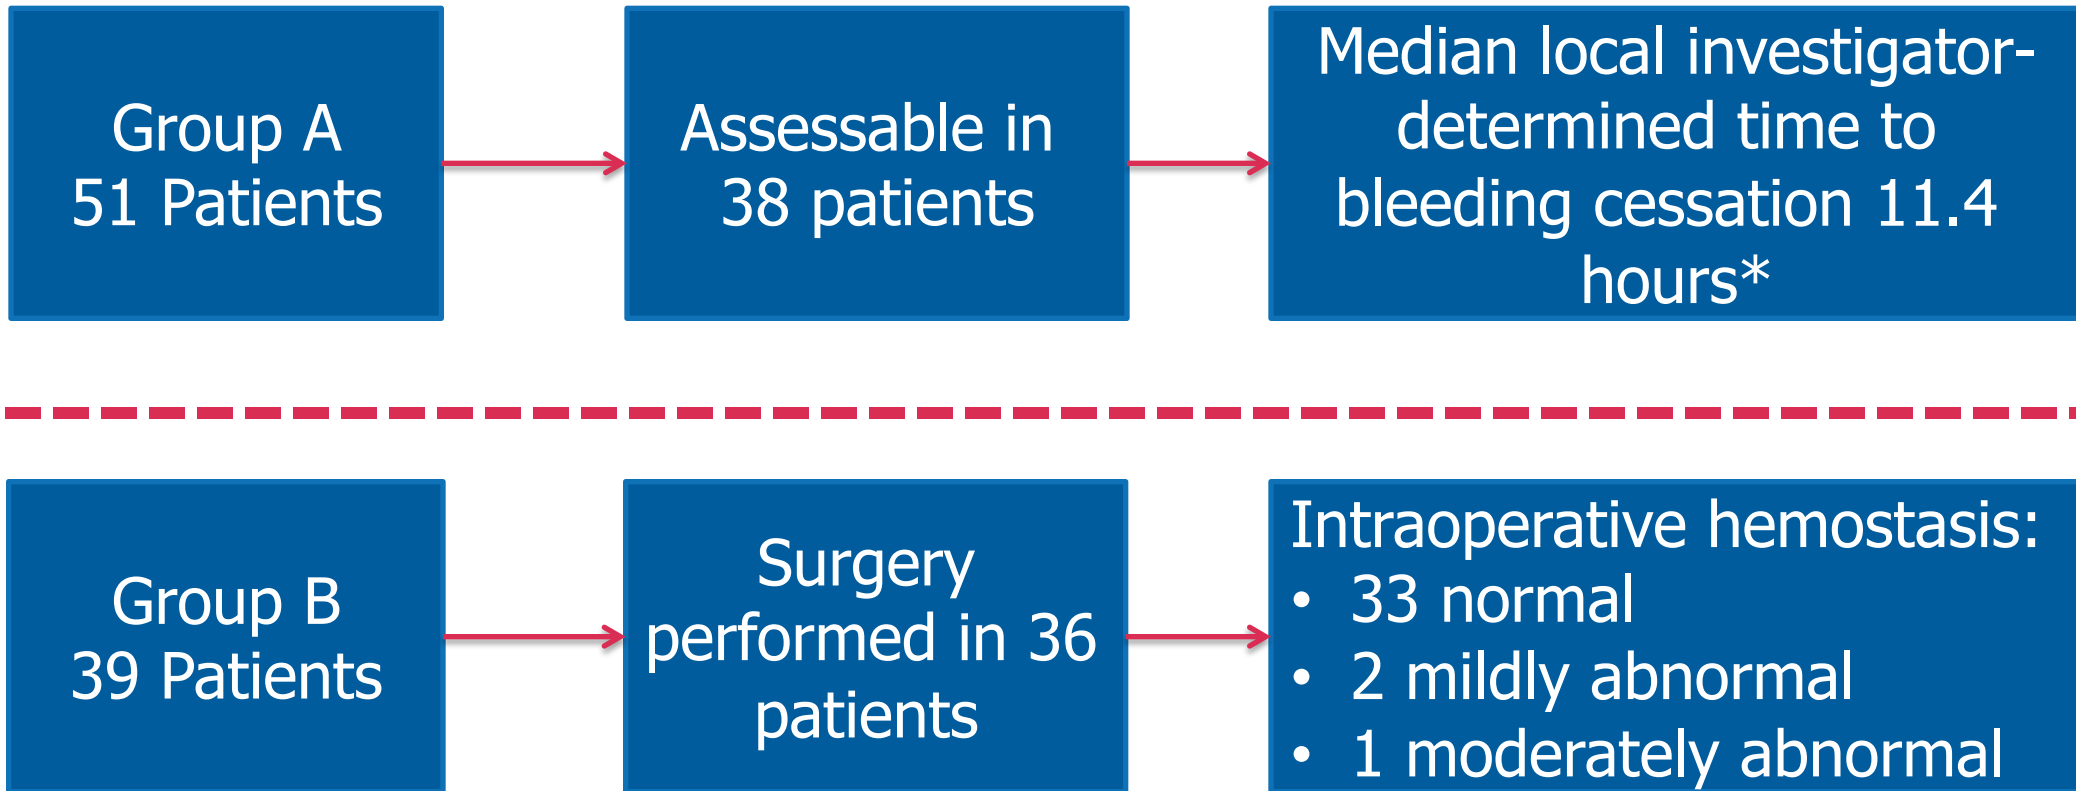 Group A
51 Patients
Assessable in
38 patients
Median local investigator-
determined time to
bleeding cessation 11.4
hours*
Group B
39 Patients
Surgery
performed in 36
patients
Intraoperative hemostasis:
• 33 normal
• 2 mildly abnormal
• 1 moderately abnormal